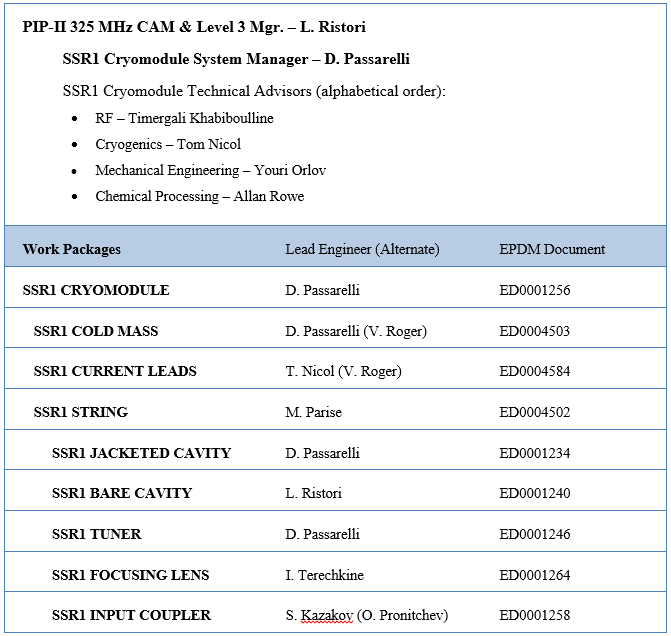 PIP-II 325 MHz CAM & Level 3 Mgr. – L. Ristori
SSR1 Cryomodule System Manager – D. Passarelli
SSR1 Cryomodule Technical Advisors (alphabetical order):
• RF – Timergali Khabiboulline
• Cryogenics – Tom Nicol
• Mechanical Engineering – Youri Orlov
• Chemical Processing – Allan Rowe
Work Packages Lead Engineer (Alternate) EPDM Document
SSR1 CRYOMODULE D. Passarelli ED0001256
SSR1 COLD MASS D. Passarelli (V. Roger) ED0004503
SSR1 CURRENT LEADS T. Nicol (V. Roger) ED0004584
SSR1 STRING M. Parise ED0004502
SSR1 JACKETED CAVITY D. Passarelli ED0001234
SSR1 BARE CAVITY L. Ristori ED0001240
SSR1 TUNER D. Passarelli ED0001246
SSR1 FOCUSING LENS I. Terechkine ED0001264
SSR1 INPUT COUPLER S. Kazakov (O. Pronitchev) ED0001258